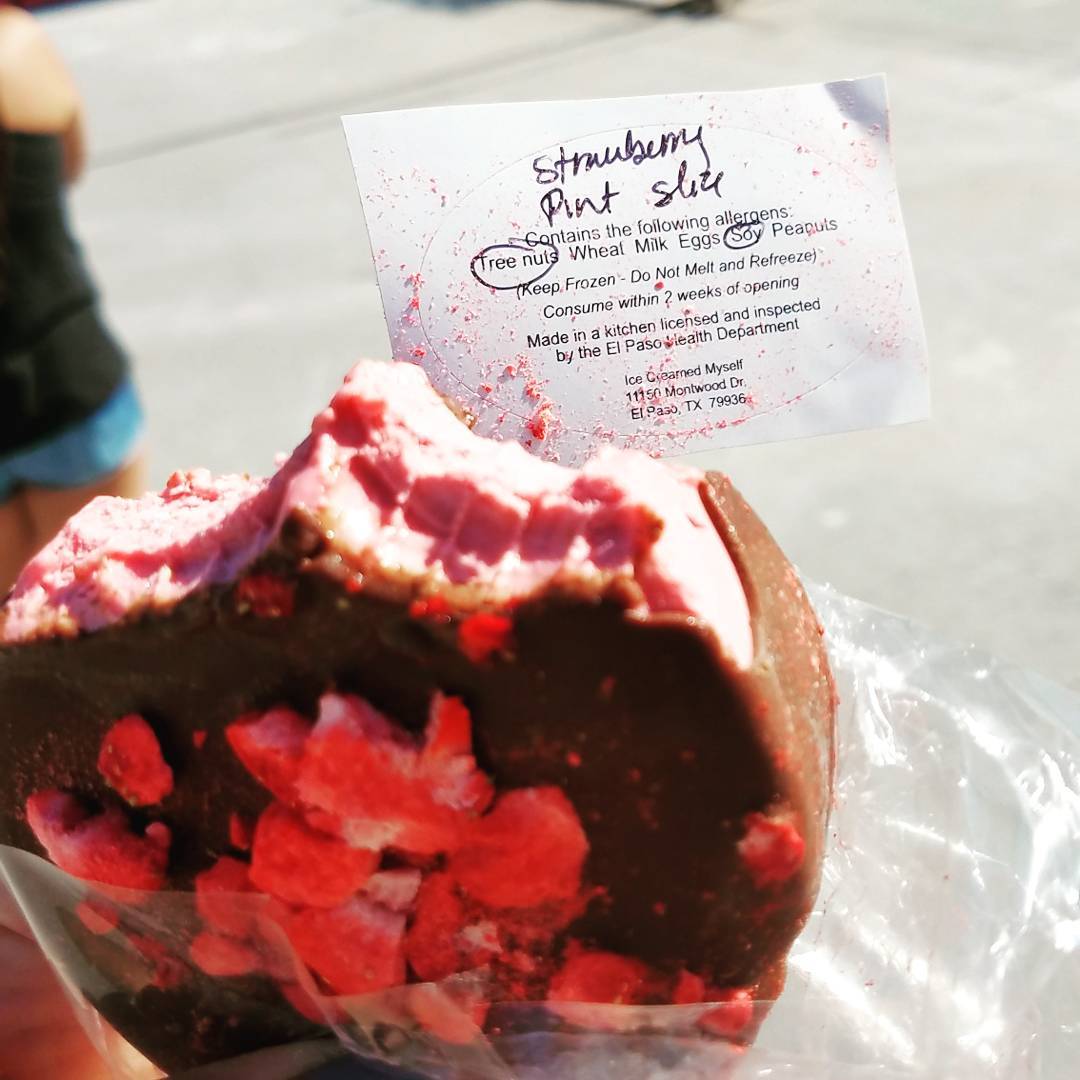 Strawberry
Pint slice
Contains the following allergens:
Tree nuts Wheat Milk Eggs Soy Peanuts
(Keep Frozen - Do Not Melt and Refreeze)
Consume within 2 weeks of opening
Made in a kitchen licensed and inspected
by the El Paso Health Department
Ice Creamed Myself
11150 Montwood Dr.
El Paso, TX 79936